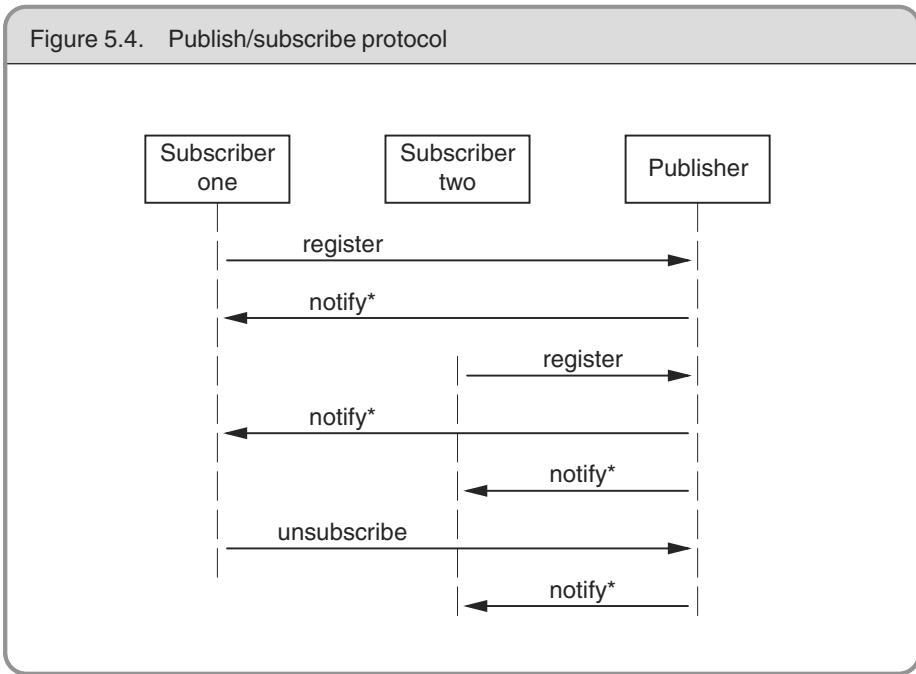 Figure 5.4. Publish/subscribe protocol
Subscriber
one
Subscriber
two
Publisher
register
notify*
register
notify*
notify*
unsubscribe
notify*